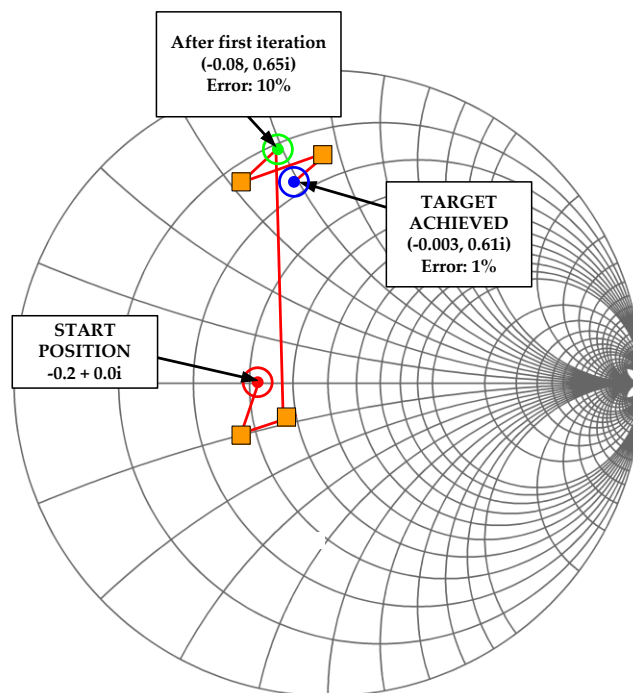 After first iteration
(-0.08, 0.65i)
Error: 10%
TARGET
ACHIEVED
(-0.003, 0.61i)
Error: 1%
START
POSITION
-0.2 + 0.0i